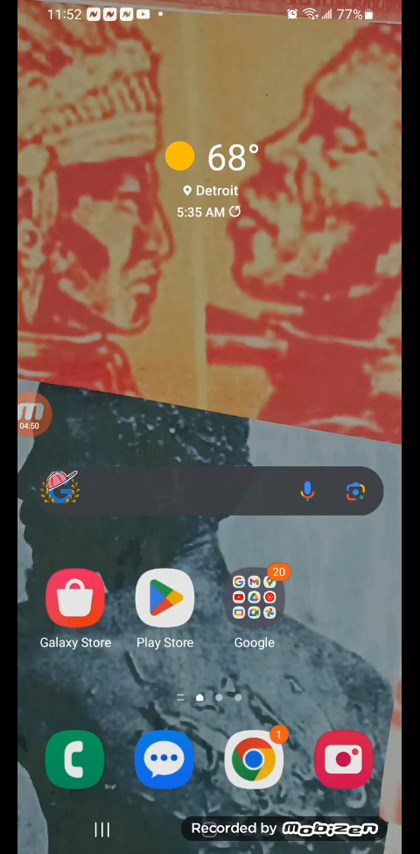 11:52
77%
68°
Detroit
5:35 AM
04:50
20
Galaxy Store
Play Store
Google
1
Recorded by Mobizen